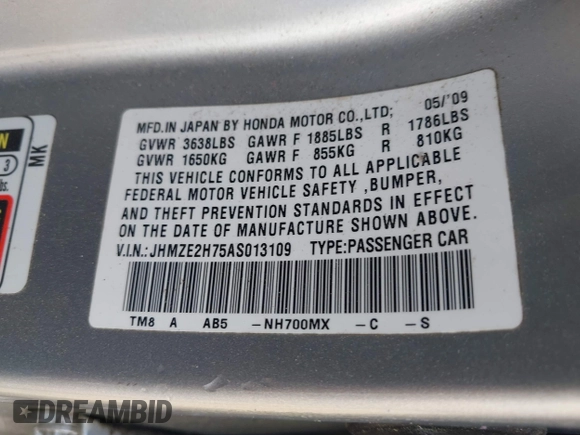 MFD.IN JAPAN BY HONDA MOTOR CO.,LTD; 05/'09
GVWR 3638LBS GAWR F 1885LBS R 1786LBS
GVWR 1650KG GAWR F 855KG R 810KG
THIS VEHICLE CONFORMS TO ALL APPLICABLE
FEDERAL MOTOR VEHICLE SAFETY ,BUMPER,
AND THEFT PREVENTION STANDARDS IN EFFECT
ON THE DATE OF MANUFACTURE SHOWN ABOVE.
V.I.N.:JHMZE2H75AS013109 TYPE:PASSENGER CAR
TM8 A AB5 -NH700MX -C -S
N
3
bs.
MK
DREAMBID